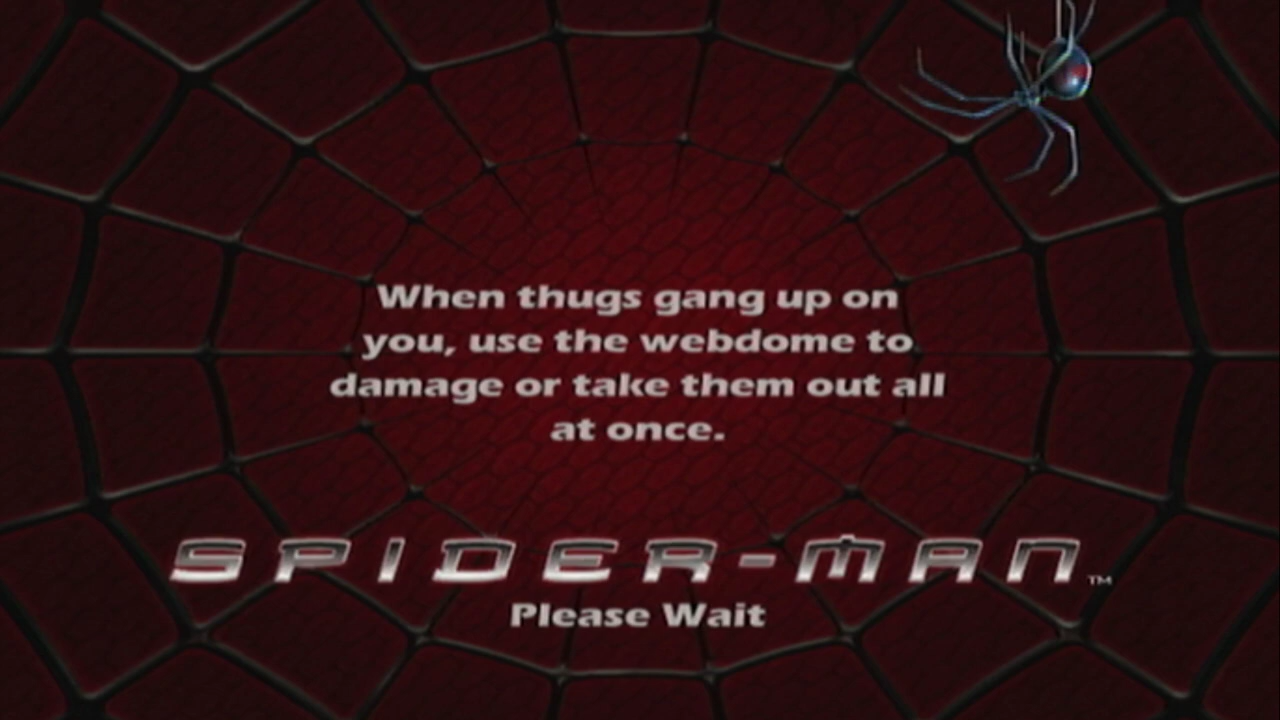 When thugs gang up on
you, use the webdome to
damage or take them out all
at once.
SPIDER-MAN™
Please Wait